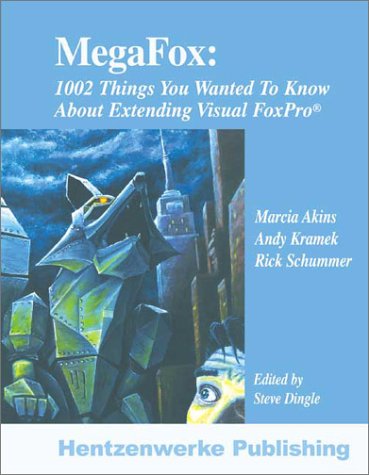 MegaFox:
1002 Things You Wanted To Know
About Extending Visual FoxPro®
Marcia Akins
Andy Kramek
Rick Schummer
Edited by
Steve Dingle
Hentzenwerke Publishing